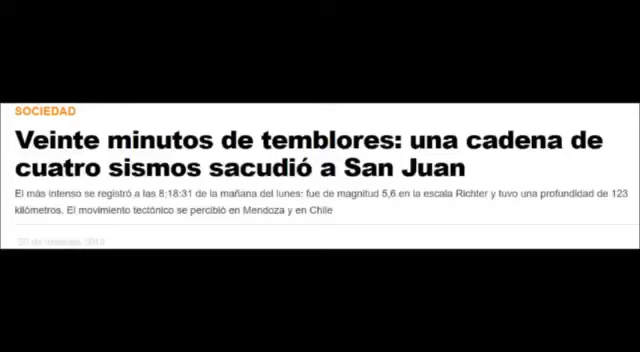 SOCIEDAD
Veinte minutos de temblores: una cadena de
cuatro sismos sacudió a San Juan
El más intenso se registró a las 8:18:31 de la mañana del lunes: fue de magnitud 5,6 en la escala Richter y tuvo una profundidad de 123
kilómetros. El movimiento tectónico se percibió en Mendoza y en Chile